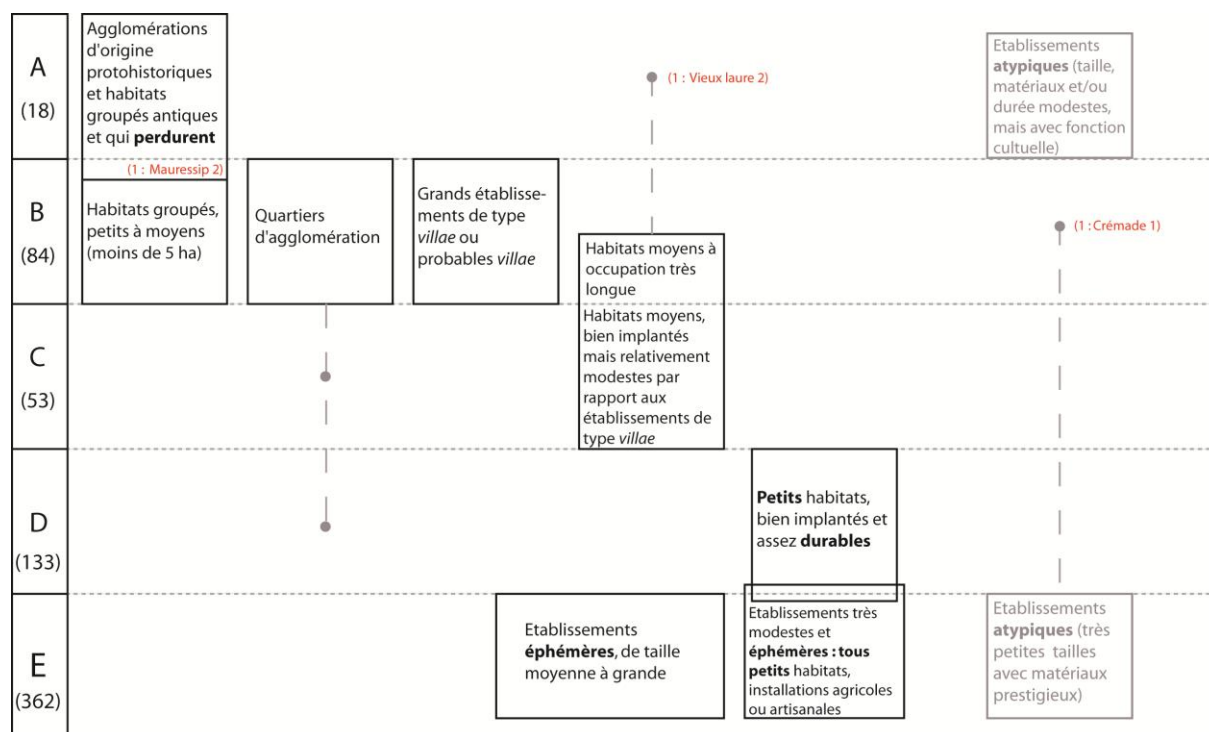 A
(18)
Agglomérations
d'origine
protohistoriques
et habitats
groupés antiques
et qui perdurent
(1 : Vieux laure 2)
Etablissements
atypiques (taille,
matériaux et/ou
durée modestes,
mais avec fonction
cultuelle)
B
(84)
(1 : Mauressip 2)
Habitats groupés,
petits à moyens
(moins de 5 ha)
Quartiers
d'agglomération
Grands établisse-
ments de type
villae ou
probables villae
Habitats moyens à
occupation très
longue
(1 : Crémade 1)
C
(53)
Habitats moyens,
bien implantés
mais relativement
modestes par
rapport aux
établissements de
type villae
D
(133)
Petits habitats,
bien implantés et
assez durables
E
(362)
Etablissements
éphémères, de taille
moyenne à grande
Etablissements très
modestes et
éphémères : tous
petits habitats,
installations agricoles
ou artisanales
Etablissements
atypiques (très
petites tailles
avec matériaux
prestigieux)